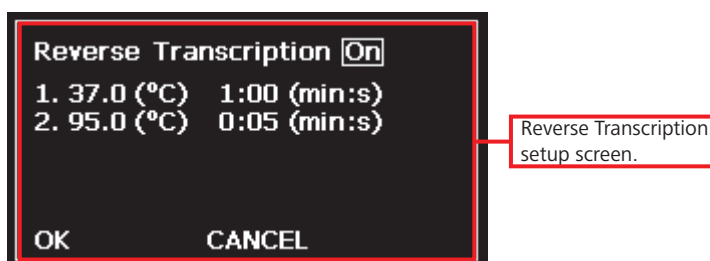 Reverse Transcription On
1. 37.0 (°C) 1:00 (min:s)
2. 95.0 (°C) 0:05 (min:s)
OK CANCEL
Reverse Transcription
setup screen.